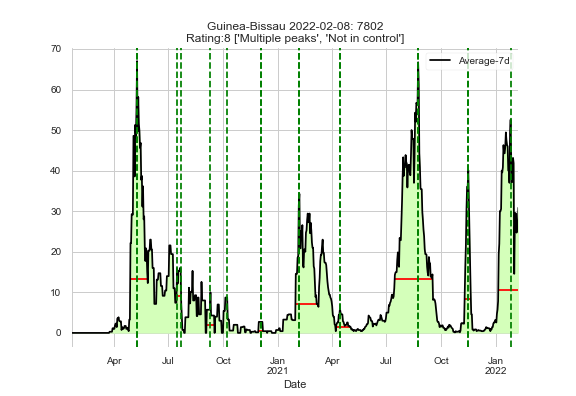 Guinea-Bissau 2022-02-08: 7802
Rating:8 ['Multiple peaks', 'Not in control']
Average-7d
70
60
50
40
30
20
10
0
Apr
Jul
Oct
Jan
2021
Apr
Jul
Oct
Jan
2022
Date